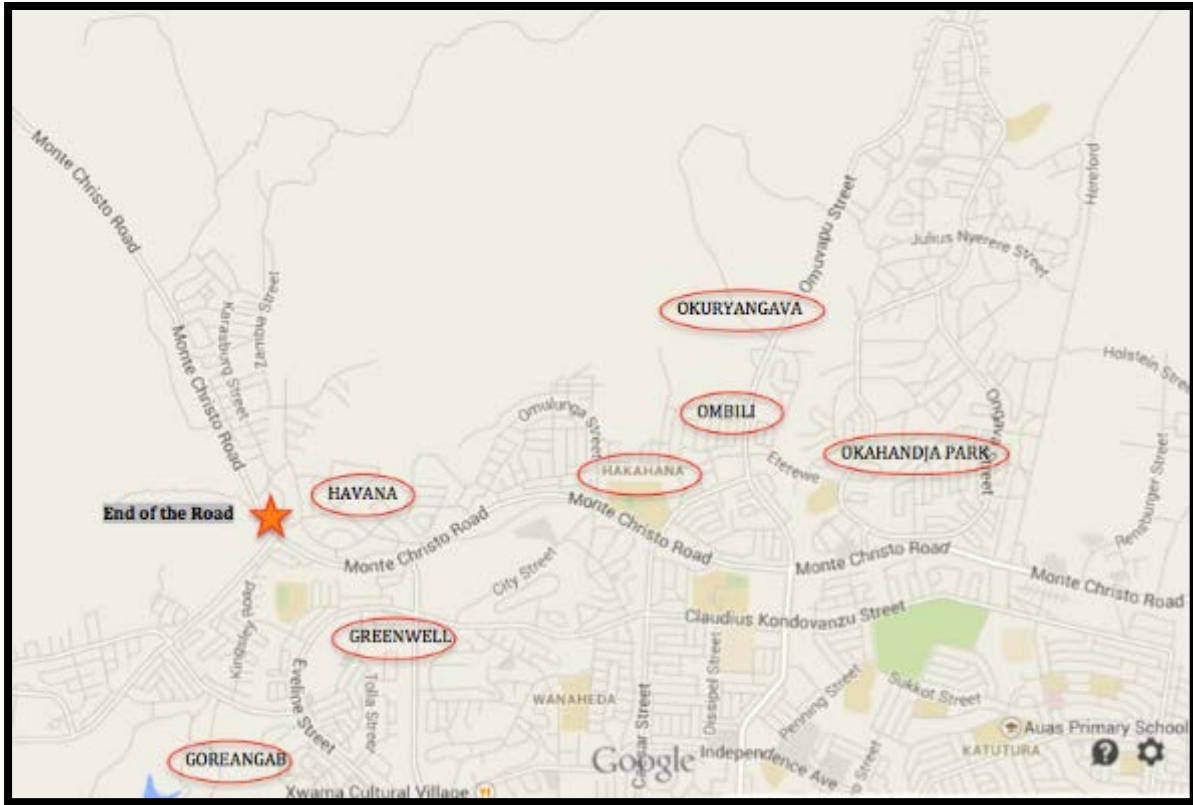 Monte Christo Road
Omuvapu Street
Hereford
Julius Nyerere Street
Zambia Street
Karasburg Street
OKURYANGAVA
Monte Christo Road
Holstein Street
OMBILI
Omulunga Street
Ongava Street
OKAHANDJA PARK
Eterewe
HAKAHANA
HAVANA
Rensburger Street
End of the Road
Monte Christo Road
Monte Christo Road
Monte Christo Road
Monte Christo Road
City Street
Kingsley Road
Claudius Kondovanzu Street
GREENWELL
Dissipel Street
Eveline Street
Tolla Street
Penning Street
Sukkot Street
WANAHEDA
Caesar Street
Auas Primary School
KATUTURA
Independence Ave
Street
Google
GOREANGAB
Xwama Cultural Village